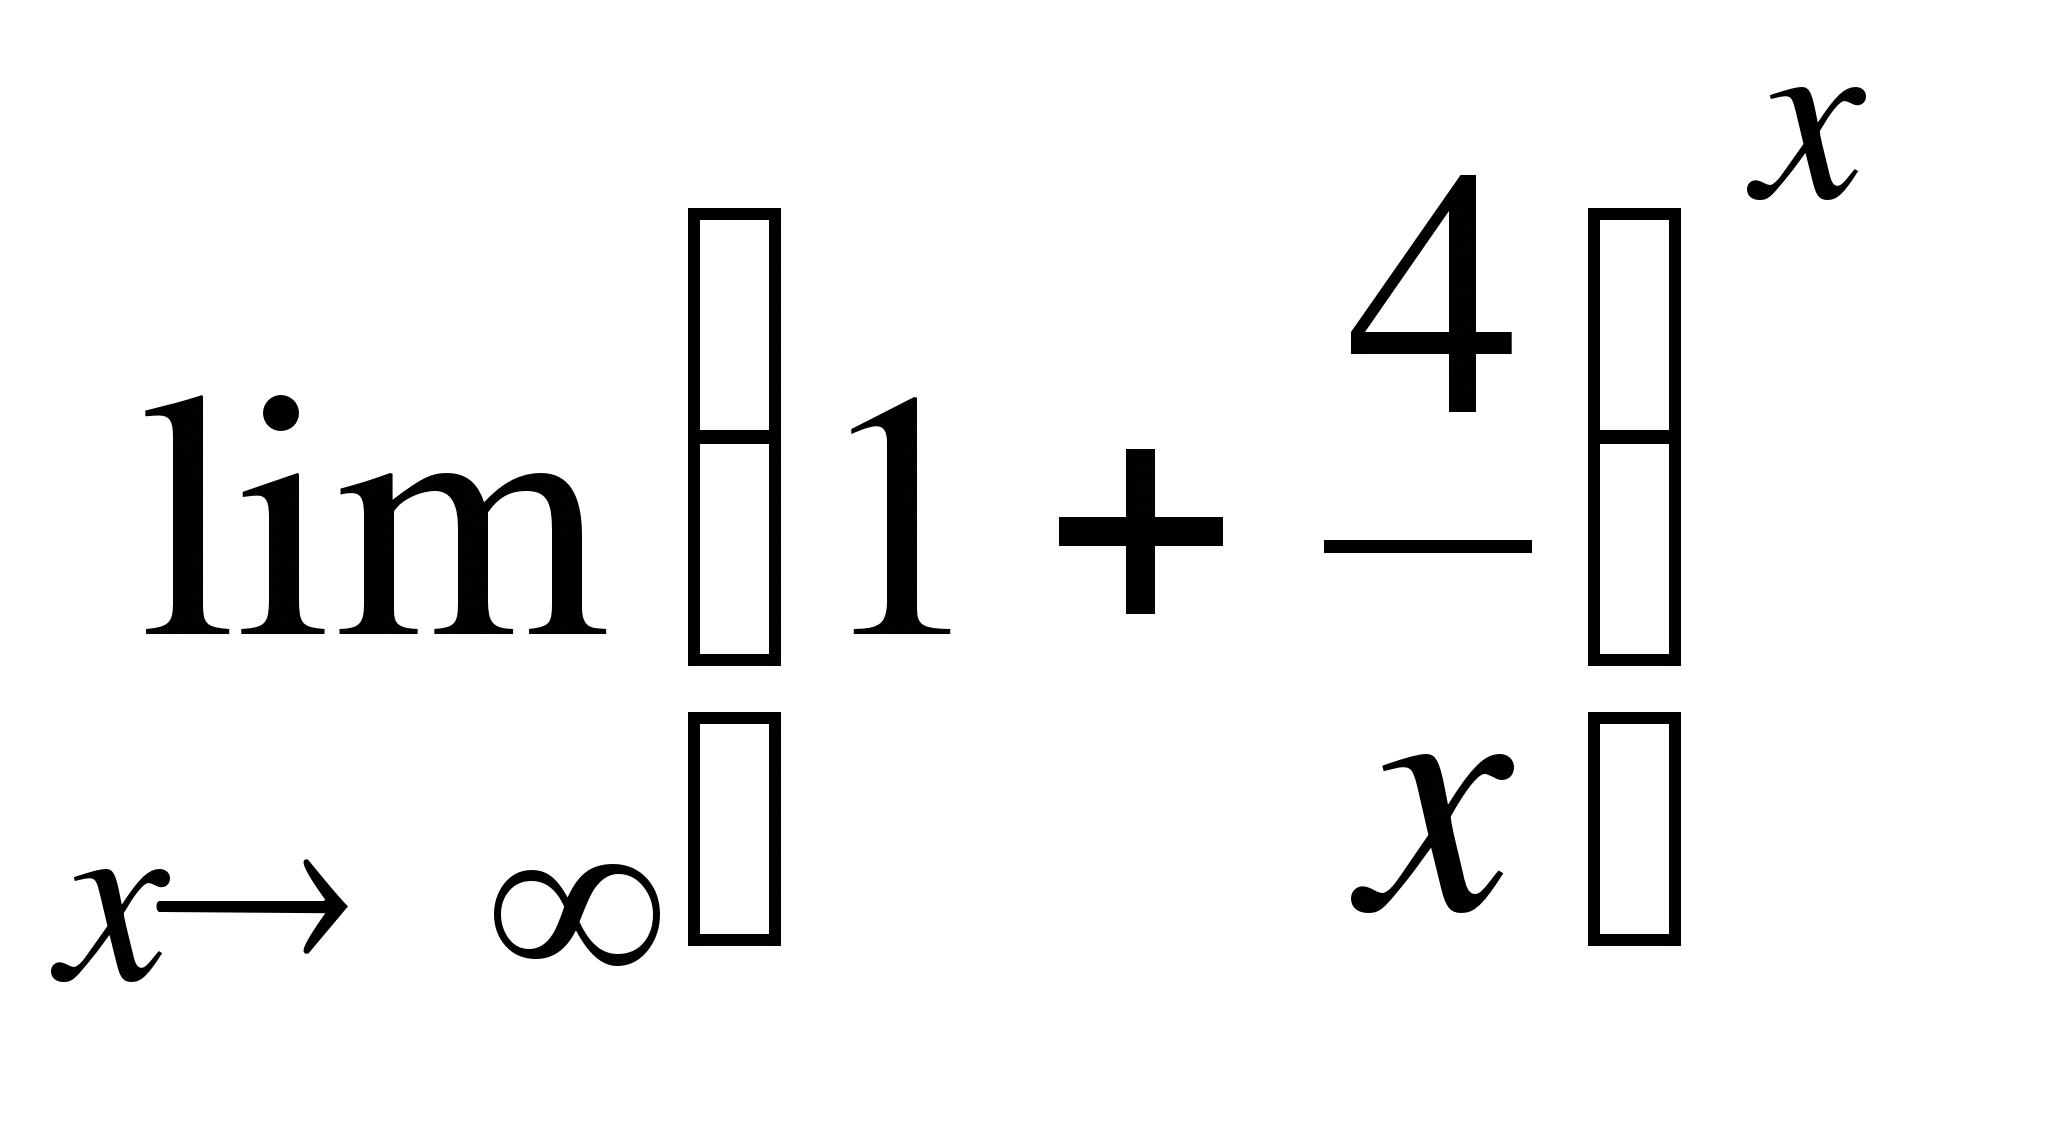 lim x→∞ (1 + 4/x)^x